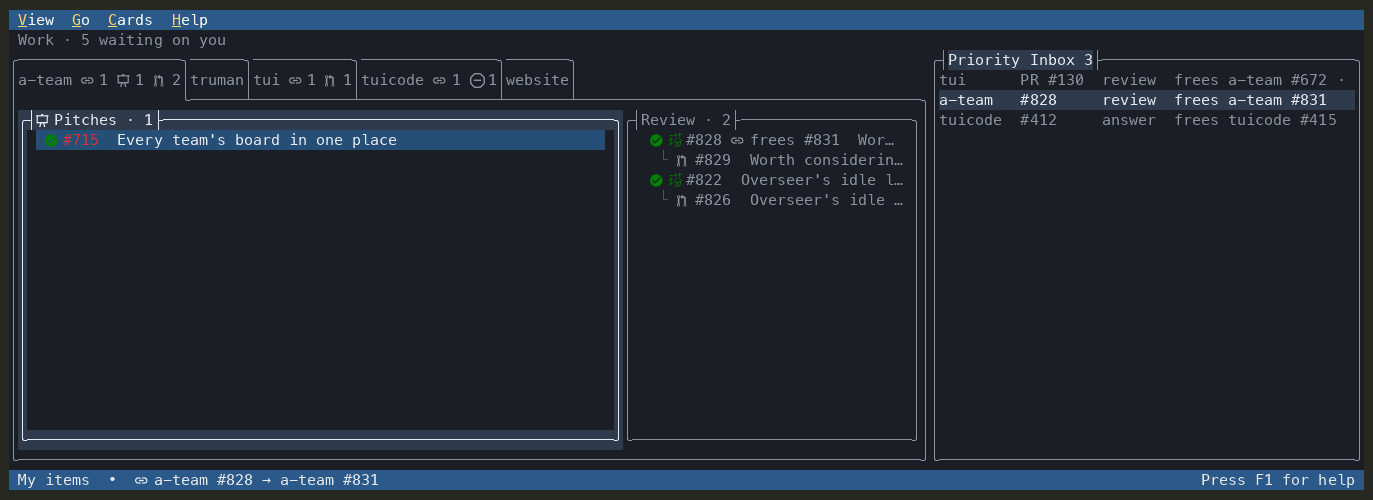 View Go Cards Help
Work · 5 waiting on you
a-team 1 1 2 truman tui 1 1 tuicode 1 1 website
Pitches · 1
#715 Every team's board in one place
Review · 2
#828 frees #831 Wor…
#829 Worth considerin…
#822 Overseer's idle l…
#826 Overseer's idle …
Priority Inbox 3
tui PR #130 review frees a-team #672 ·
a-team #828 review frees a-team #831
tuicode #412 answer frees tuicode #415
My items • a-team #828 → a-team #831 Press F1 for help